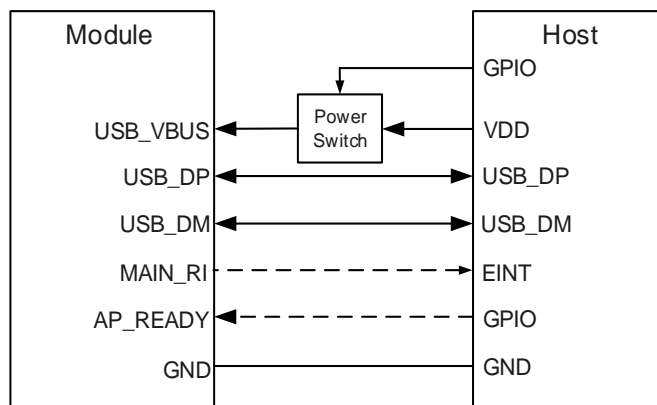 Module
Host
GPIO
Power
Switch
USB_VBUS
VDD
USB_DP
USB_DP
USB_DM
USB_DM
MAIN_RI
EINT
AP_READY
GPIO
GND
GND